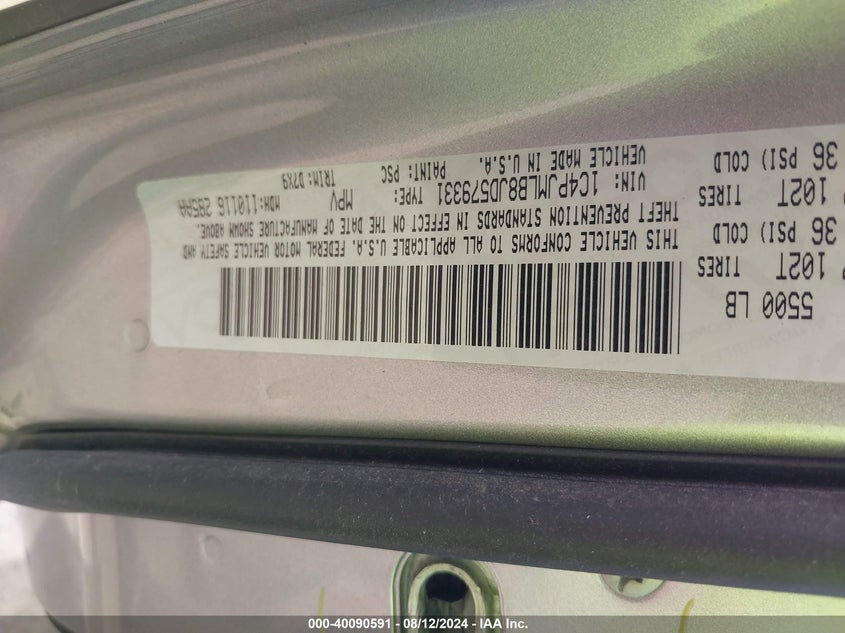 5500 LB
102T TIRES
36 PSI) COLD
102T TIRES
36 PSI) COLD
THIS VEHICLE CONFORMS TO ALL APPLICABLE U.S.A. FEDERAL MOTOR VEHICLE SAFETY AND
THEFT PREVENTION STANDARDS IN EFFECT ON THE DATE OF MANUFACTURE SHOWN ABOVE.
VIN: 1C4PJMLB8JD579331 TYPE: MPV MDH:110116 285AA
VEHICLE MADE IN U.S.A. PAINT: PSC TRIM:D7X9
000-40090591 - 08/12/2024 - IAA Inc.